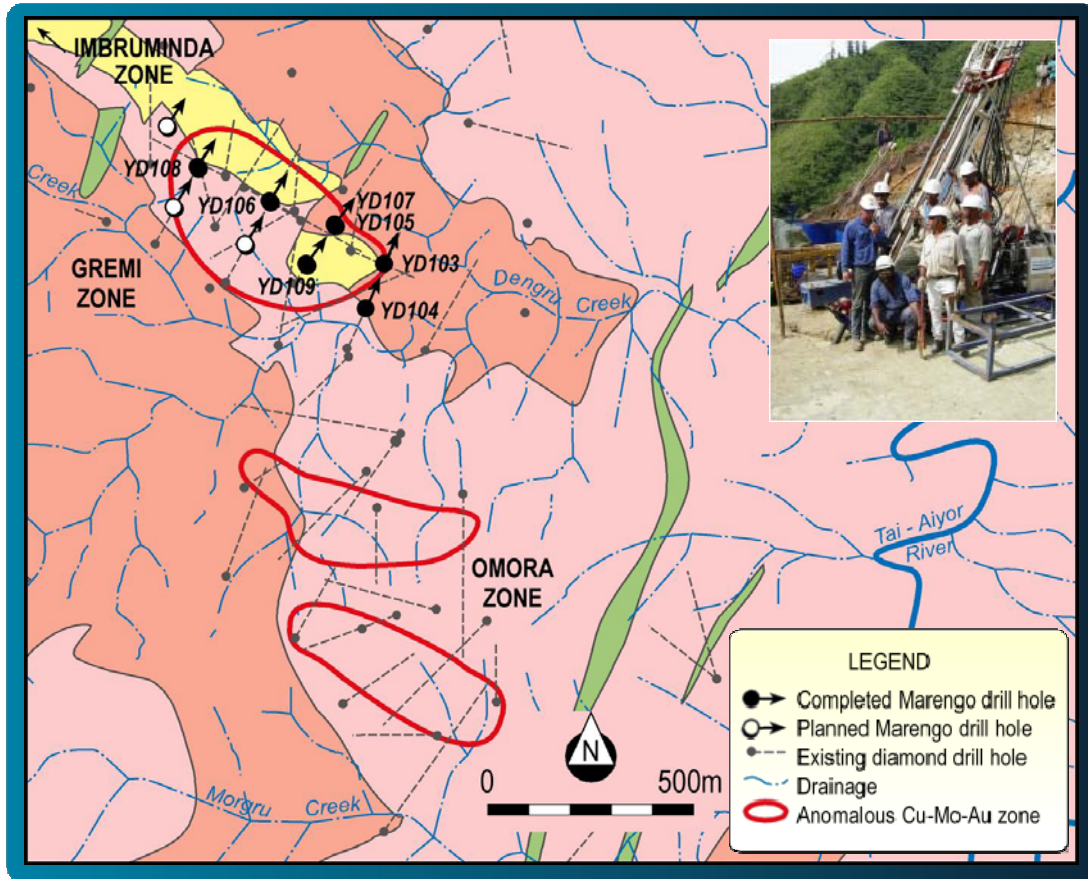 IMBRUMINDA
ZONE
YD108
YD106
YD107
YD105
YD103
YD109
YD104
Creek
GREMI
ZONE
Dengru Creek
Tai - Aiyor
River
OMORA
ZONE
Morgru Creek
N
0 500m
LEGEND
Completed Marengo drill hole
Planned Marengo drill hole
Existing diamond drill hole
Drainage
Anomalous Cu-Mo-Au zone